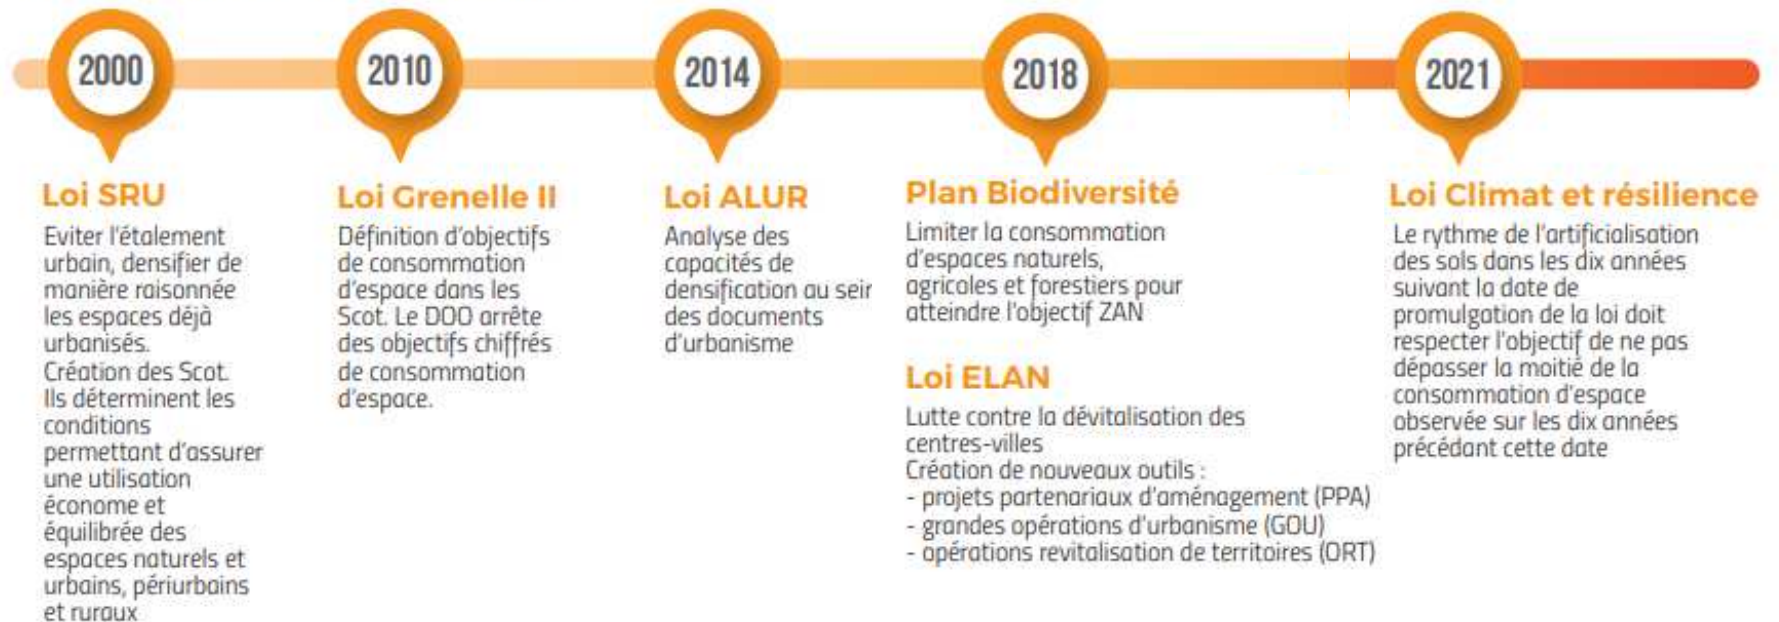 2000
Loi SRU
Eviter l'étalement
urbain, densifier de
manière raisonnée
les espaces déjà
urbanisés.
Création des Scot.
Ils déterminent les
conditions
permettant d'assurer
une utilisation
économe et
équilibrée des
espaces naturels et
urbains, périurbains
et ruraux
2010
Loi Grenelle II
Définition d'objectifs
de consommation
d'espace dans les
Scot. Le DOO arrête
des objectifs chiffrés
de consommation
d'espace.
2014
Loi ALUR
Analyse des
capacités de
densification au sein
des documents
d'urbanisme
2018
Plan Biodiversité
Limiter la consommation
d'espaces naturels,
agricoles et forestiers pour
atteindre l'objectif ZAN
Loi ELAN
Lutte contre la dévitalisation des
centres-villes
Création de nouveaux outils :
- projets partenariaux d'aménagement (PPA)
- grandes opérations d'urbanisme (GOU)
- opérations revitalisation de territoires (ORT)
2021
Loi Climat et résilience
Le rythme de l'artificialisation
des sols dans les dix années
suivant la date de
promulgation de la loi doit
respecter l'objectif de ne pas
dépasser la moitié de la
consommation d'espace
observée sur les dix années
précédant cette date